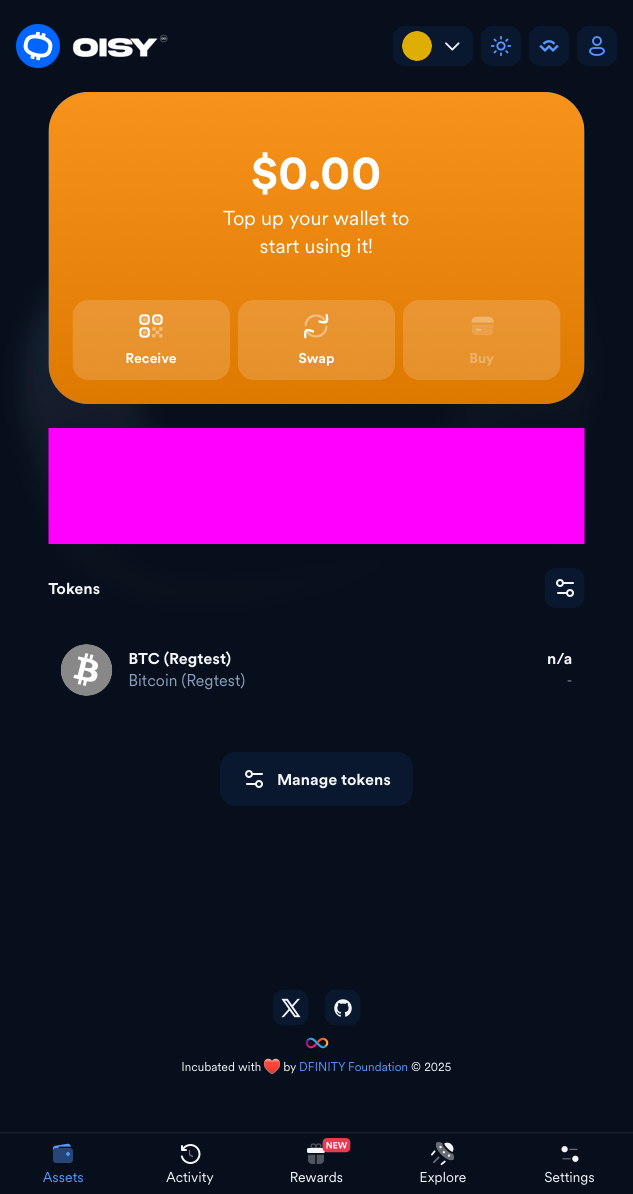 OISY
$0.00
Top up your wallet to
start using it!
Receive
Swap
Buy
Tokens
BTC (Regtest)
n/a
Bitcoin (Regtest)
-
Manage tokens
Incubated with ❤️ by DFINITY Foundation © 2025
NEW
Assets
Activity
Rewards
Explore
Settings